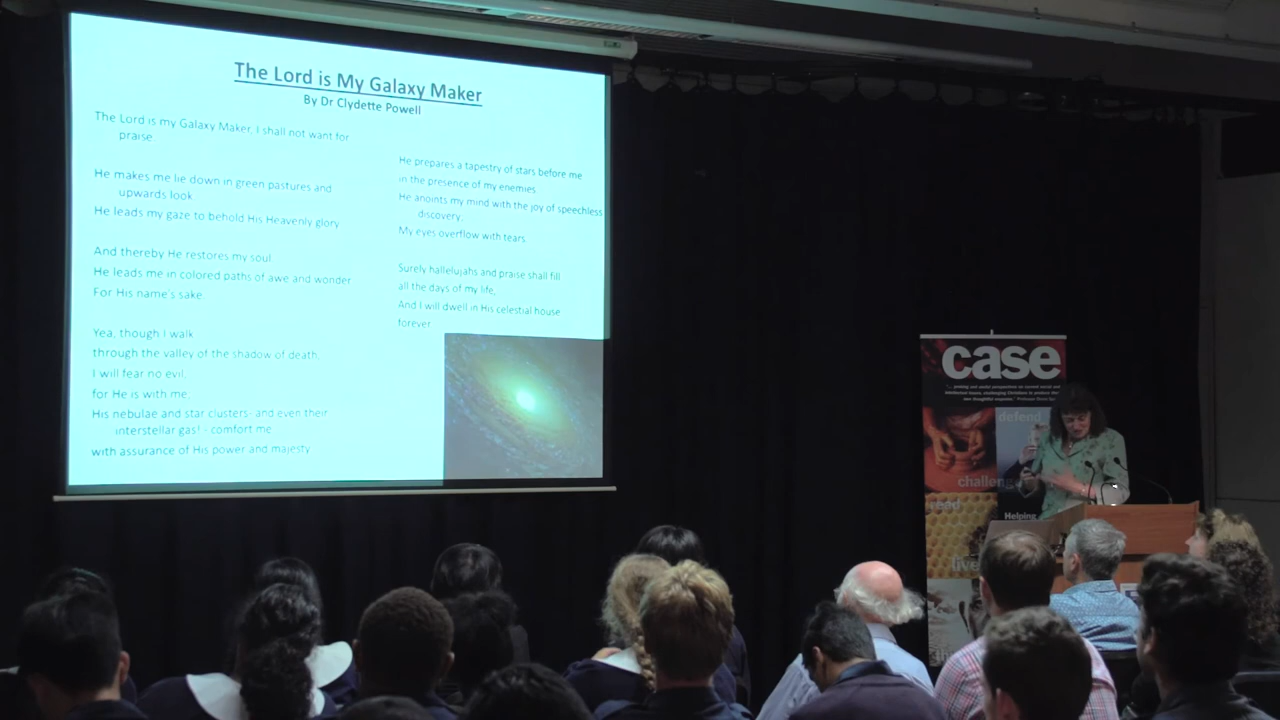 The Lord is My Galaxy Maker
By Dr Clydette Powell
The Lord is my Galaxy Maker, I shall not want for
praise.
He makes me lie down in green pastures and
upwards look
He leads my gaze to behold His Heavenly glory.
And thereby He restores my soul
He leads me in colored paths of awe and wonder
For His name's sake.
Yea, though I walk
through the valley of the shadow of death,
I will fear no evil,
for He is with me;
His nebulae and star clusters- and even their
interstellar gas! - comfort me
with assurance of His power and majesty.
He prepares a tapestry of stars before me
in the presence of my enemies.
He anoints my mind with the joy of speechless
discovery;
My eyes overflow with tears.
Surely hallelujahs and praise shall fill
all the days of my life,
And I will dwell in His celestial house
forever.
case
defend
challenge
read
Helping
live